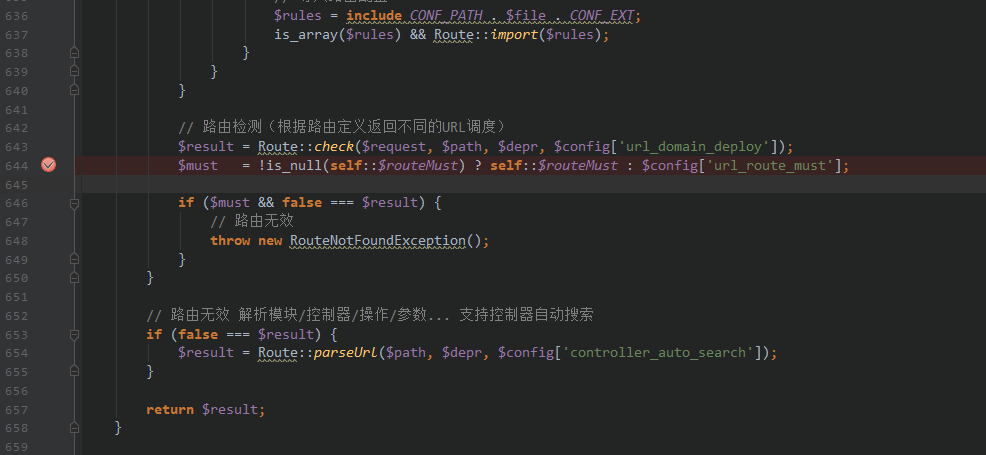 636 $rules = include CONF_PATH . $file . CONF_EXT;
637 is_array($rules) && Route::import($rules);
638 }
639 }
640 }
641
642 // 路由检测（根据路由定义返回不同的URL调度）
643 $result = Route::check($request, $path, $depr, $config['url_domain_deploy']);
644 $must   = !is_null(self::$routeMust) ? self::$routeMust : $config['url_route_must'];
645
646 if ($must && false === $result) {
647 // 路由无效
648 throw new RouteNotFoundException();
649 }
650 }
651
652 // 路由无效 解析模块/控制器/操作/参数... 支持控制器自动搜索
653 if (false === $result) {
654 $result = Route::parseUrl($path, $depr, $config['controller_auto_search']);
655 }
656
657 return $result;
658 }
659